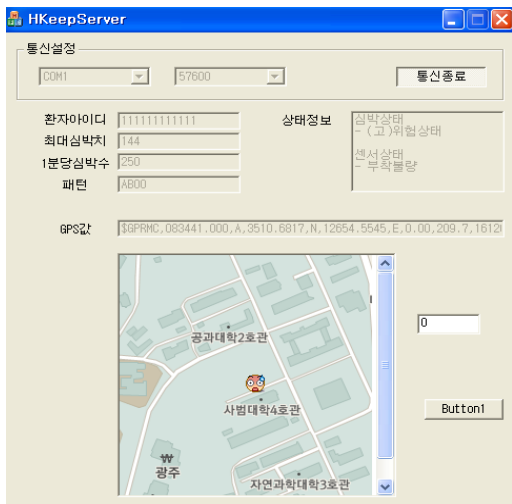 HKeepServer
통신설정
COM1
57600
통신종료
환자아이디
111111111111
상태정보
심박상태
- (고)위험상태
센서상태
- 부착불량
최대심박치
144
1분당심박수
250
패턴
AB00
GPS값
$GPRMC,083441.000,A,3510.6817,N,12654.5545,E,0.00,209.7,1612
공과대학2호관
0
사범대학4호관
Button1
₩
광주
자연과학대학3호관